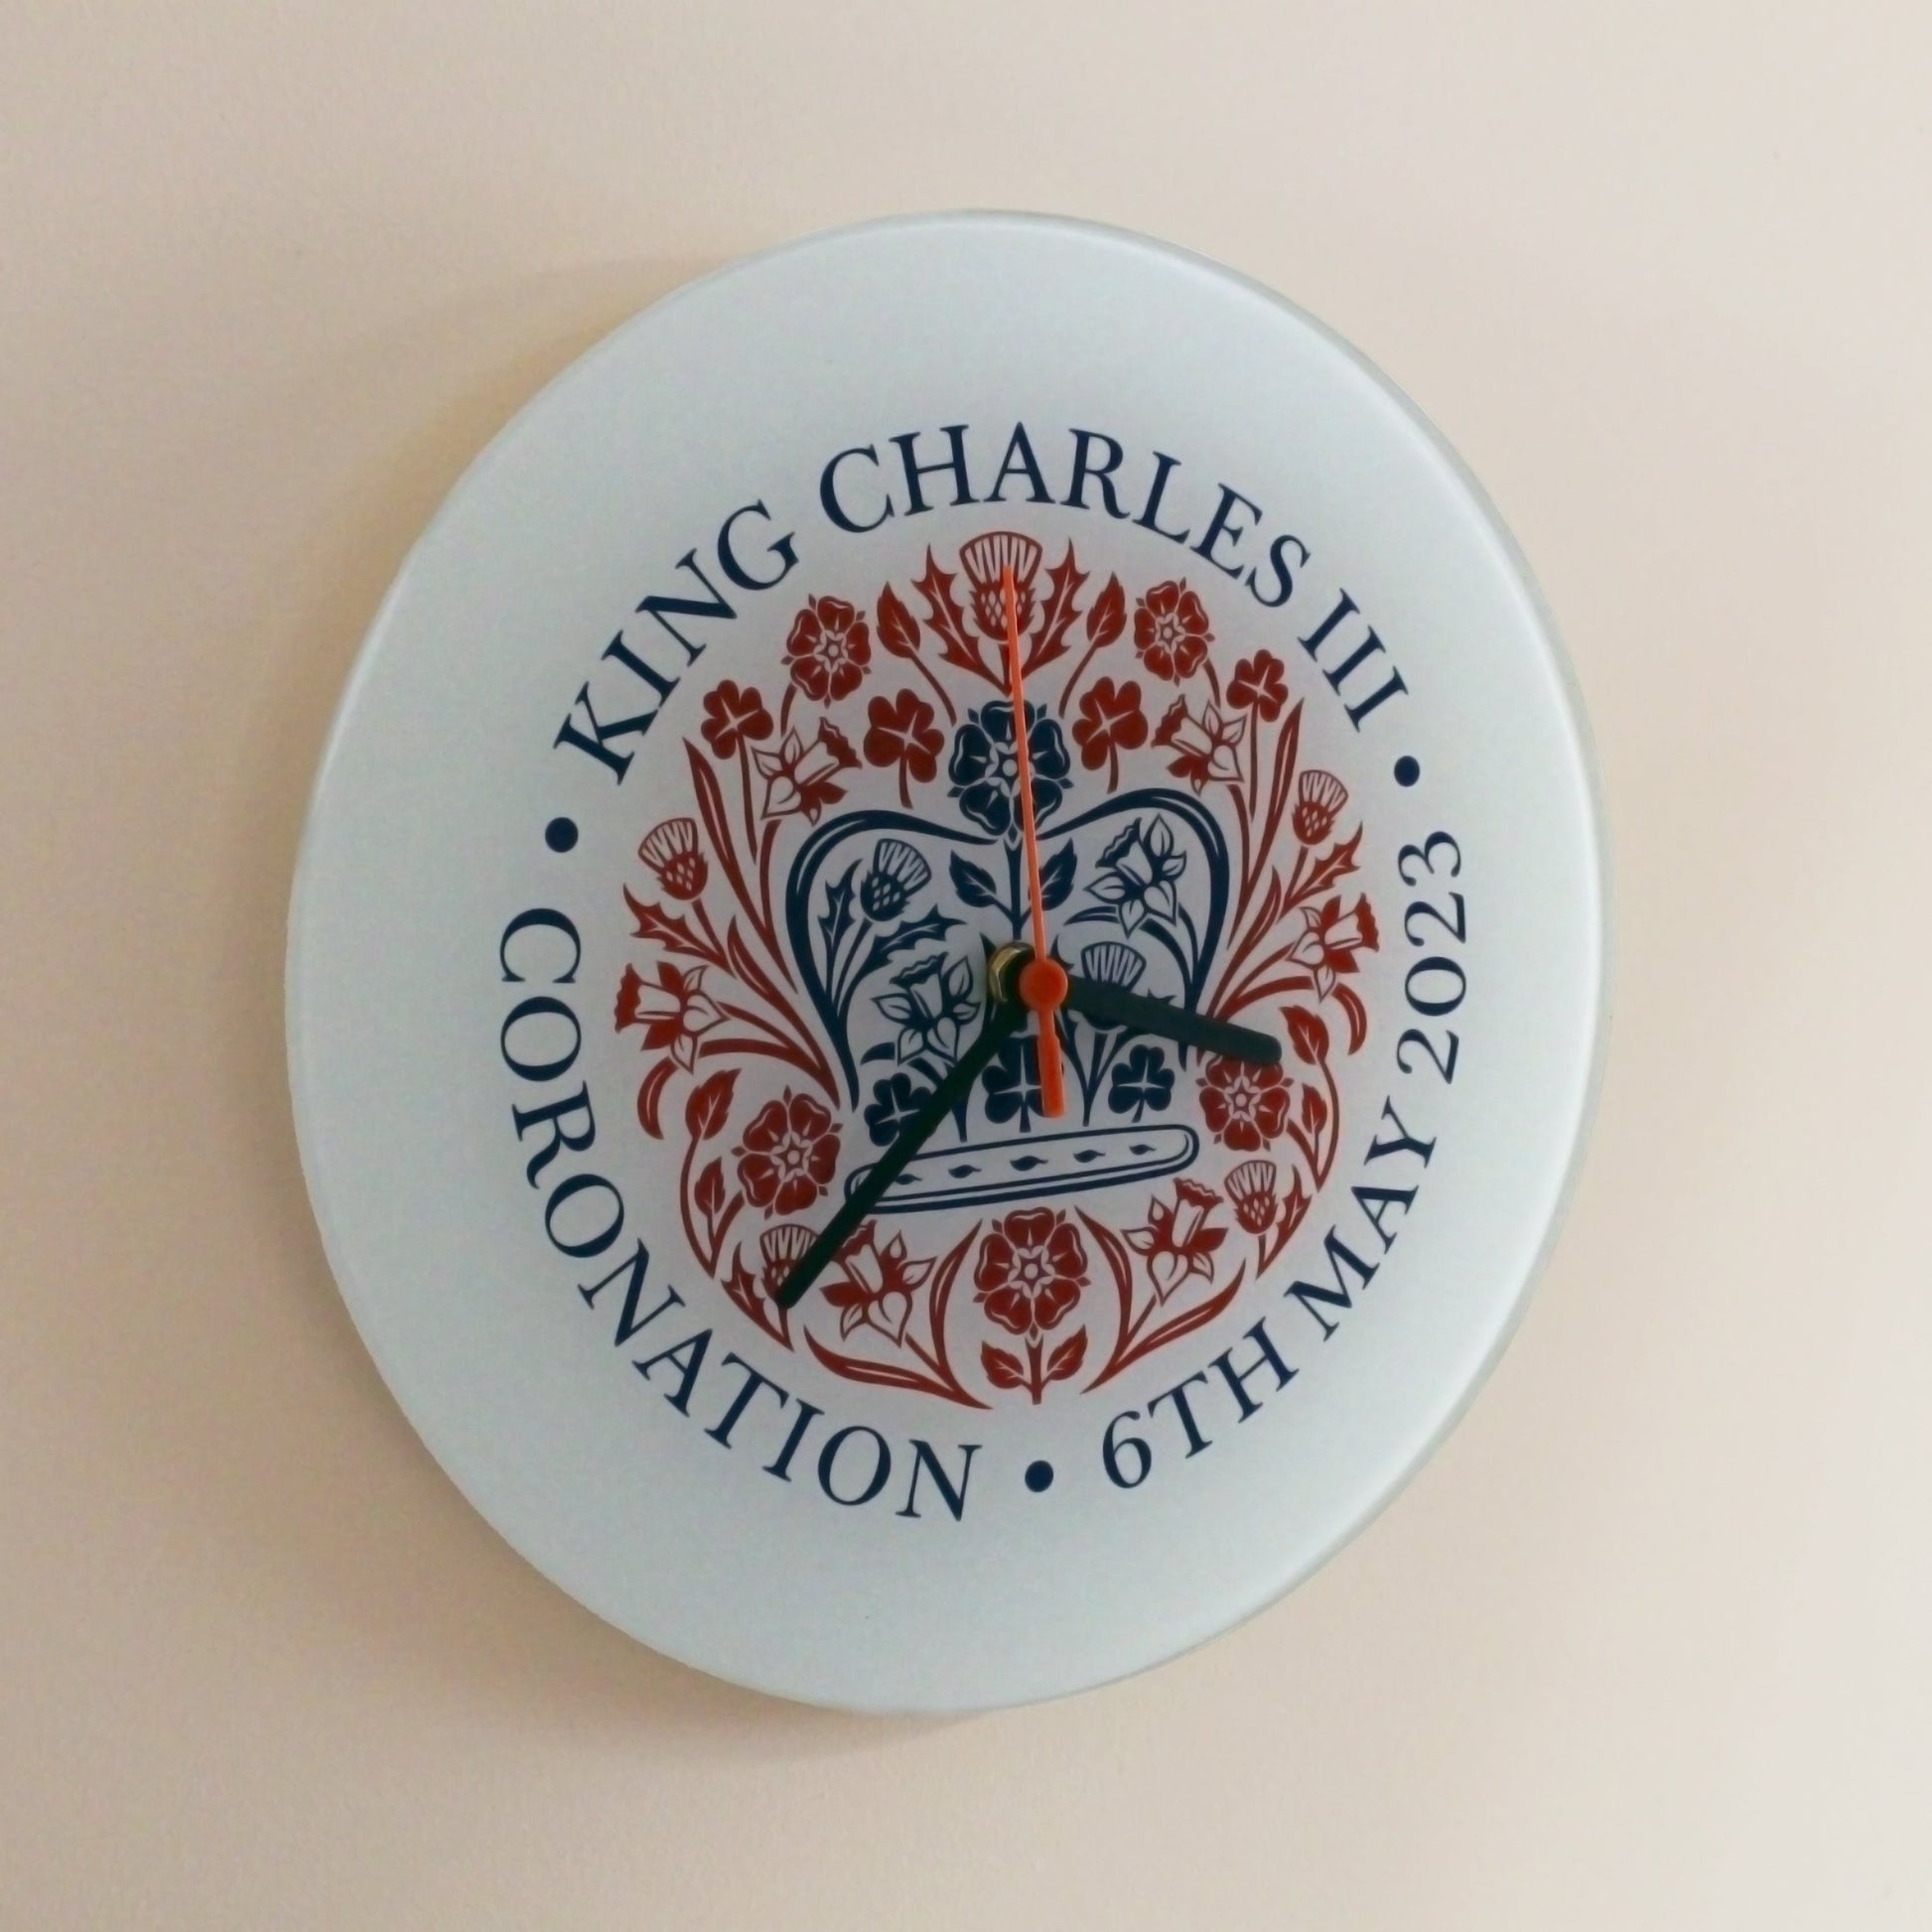 KING CHARLES III • 6TH MAY 2023 • CORONATION •